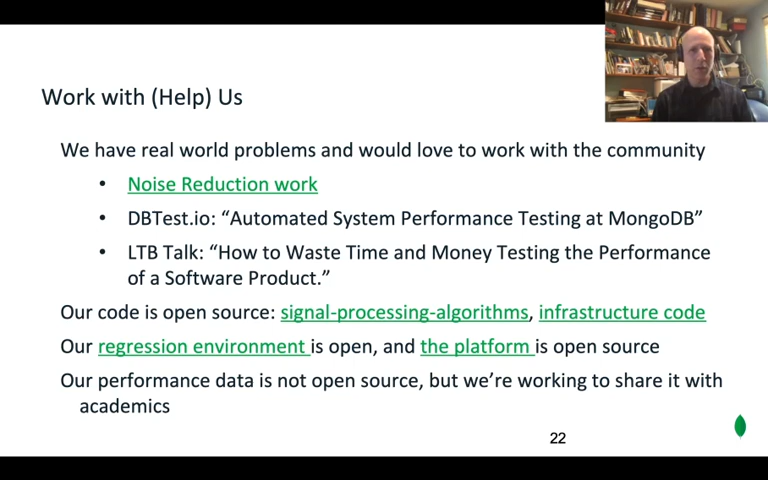 Work with (Help) Us
We have real world problems and would love to work with the community
• Noise Reduction work
• DBTest.io: “Automated System Performance Testing at MongoDB”
• LTB Talk: “How to Waste Time and Money Testing the Performance
of a Software Product.”
Our code is open source: signal-processing-algorithms, infrastructure code
Our regression environment is open, and the platform is open source
Our performance data is not open source, but we’re working to share it with
academics
22